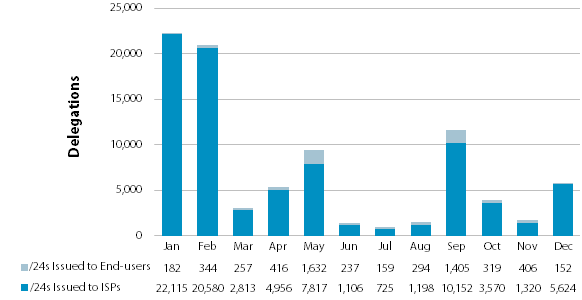 25,000
20,000
15,000
10,000
5,000
0
Delegations
Jan Feb Mar Apr May Jun Jul Aug Sep Oct Nov Dec
/24s Issued to End-users 182 344 257 416 1,632 237 159 294 1,405 319 406 152
/24s Issued to ISPs 22,115 20,580 2,813 4,956 7,817 1,106 725 1,198 10,152 3,570 1,320 5,624